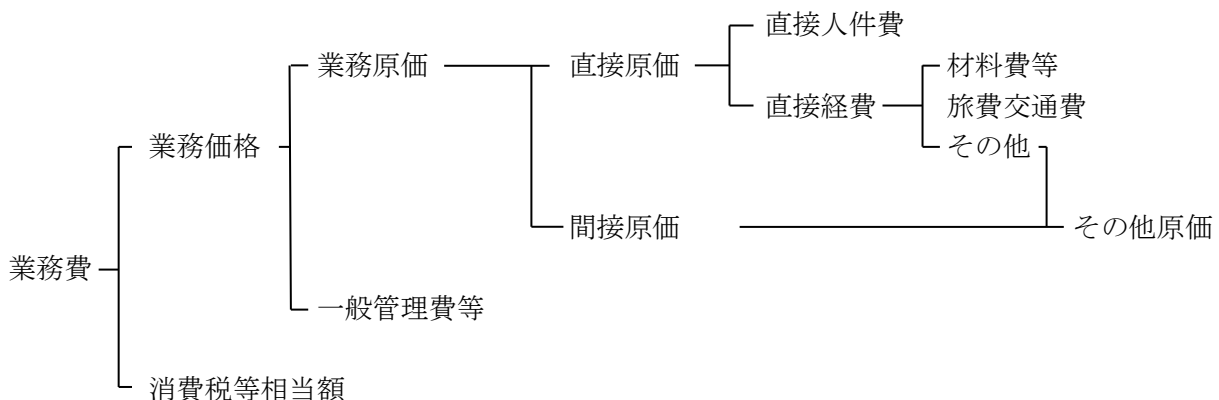 直接人件費
業務原価 直接原価 材料費等
直接経費 旅費交通費
業務価格 その他
間接原価 その他原価
業務費
一般管理費等
消費税等相当額